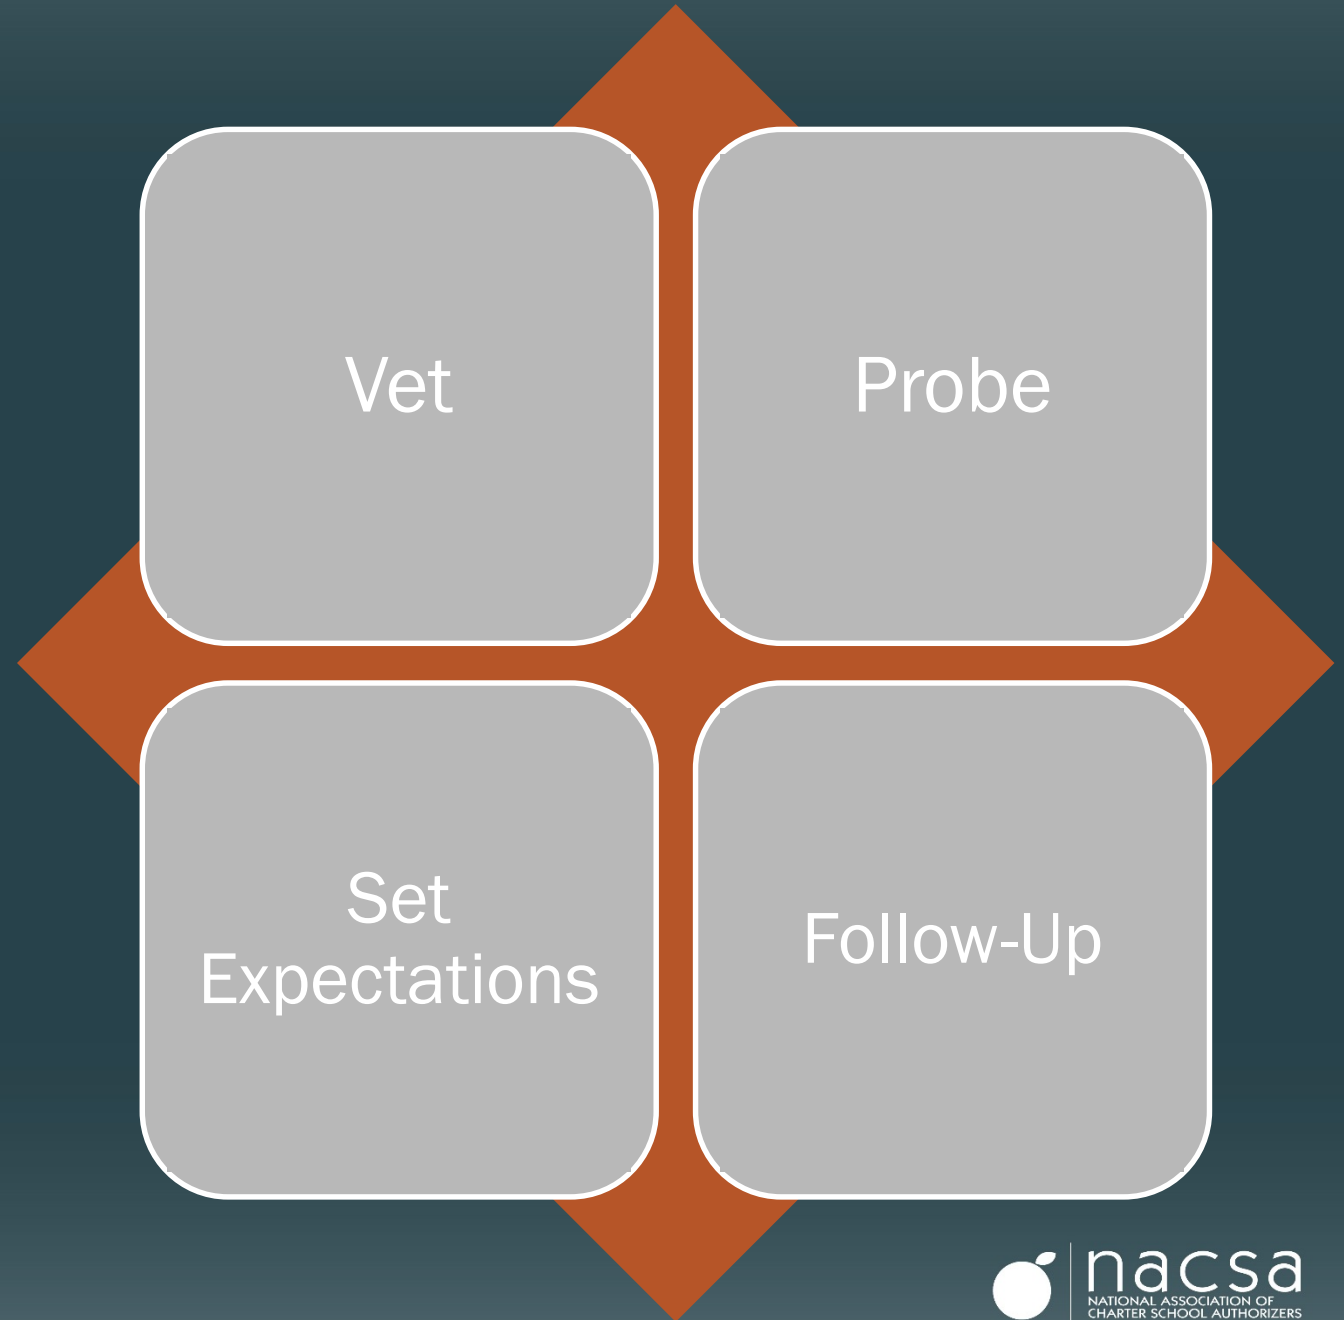 Vet
Probe
Set
Expectations
Follow-Up
nacsa
NATIONAL ASSOCIATION OF
CHARTER SCHOOL AUTHORIZERS